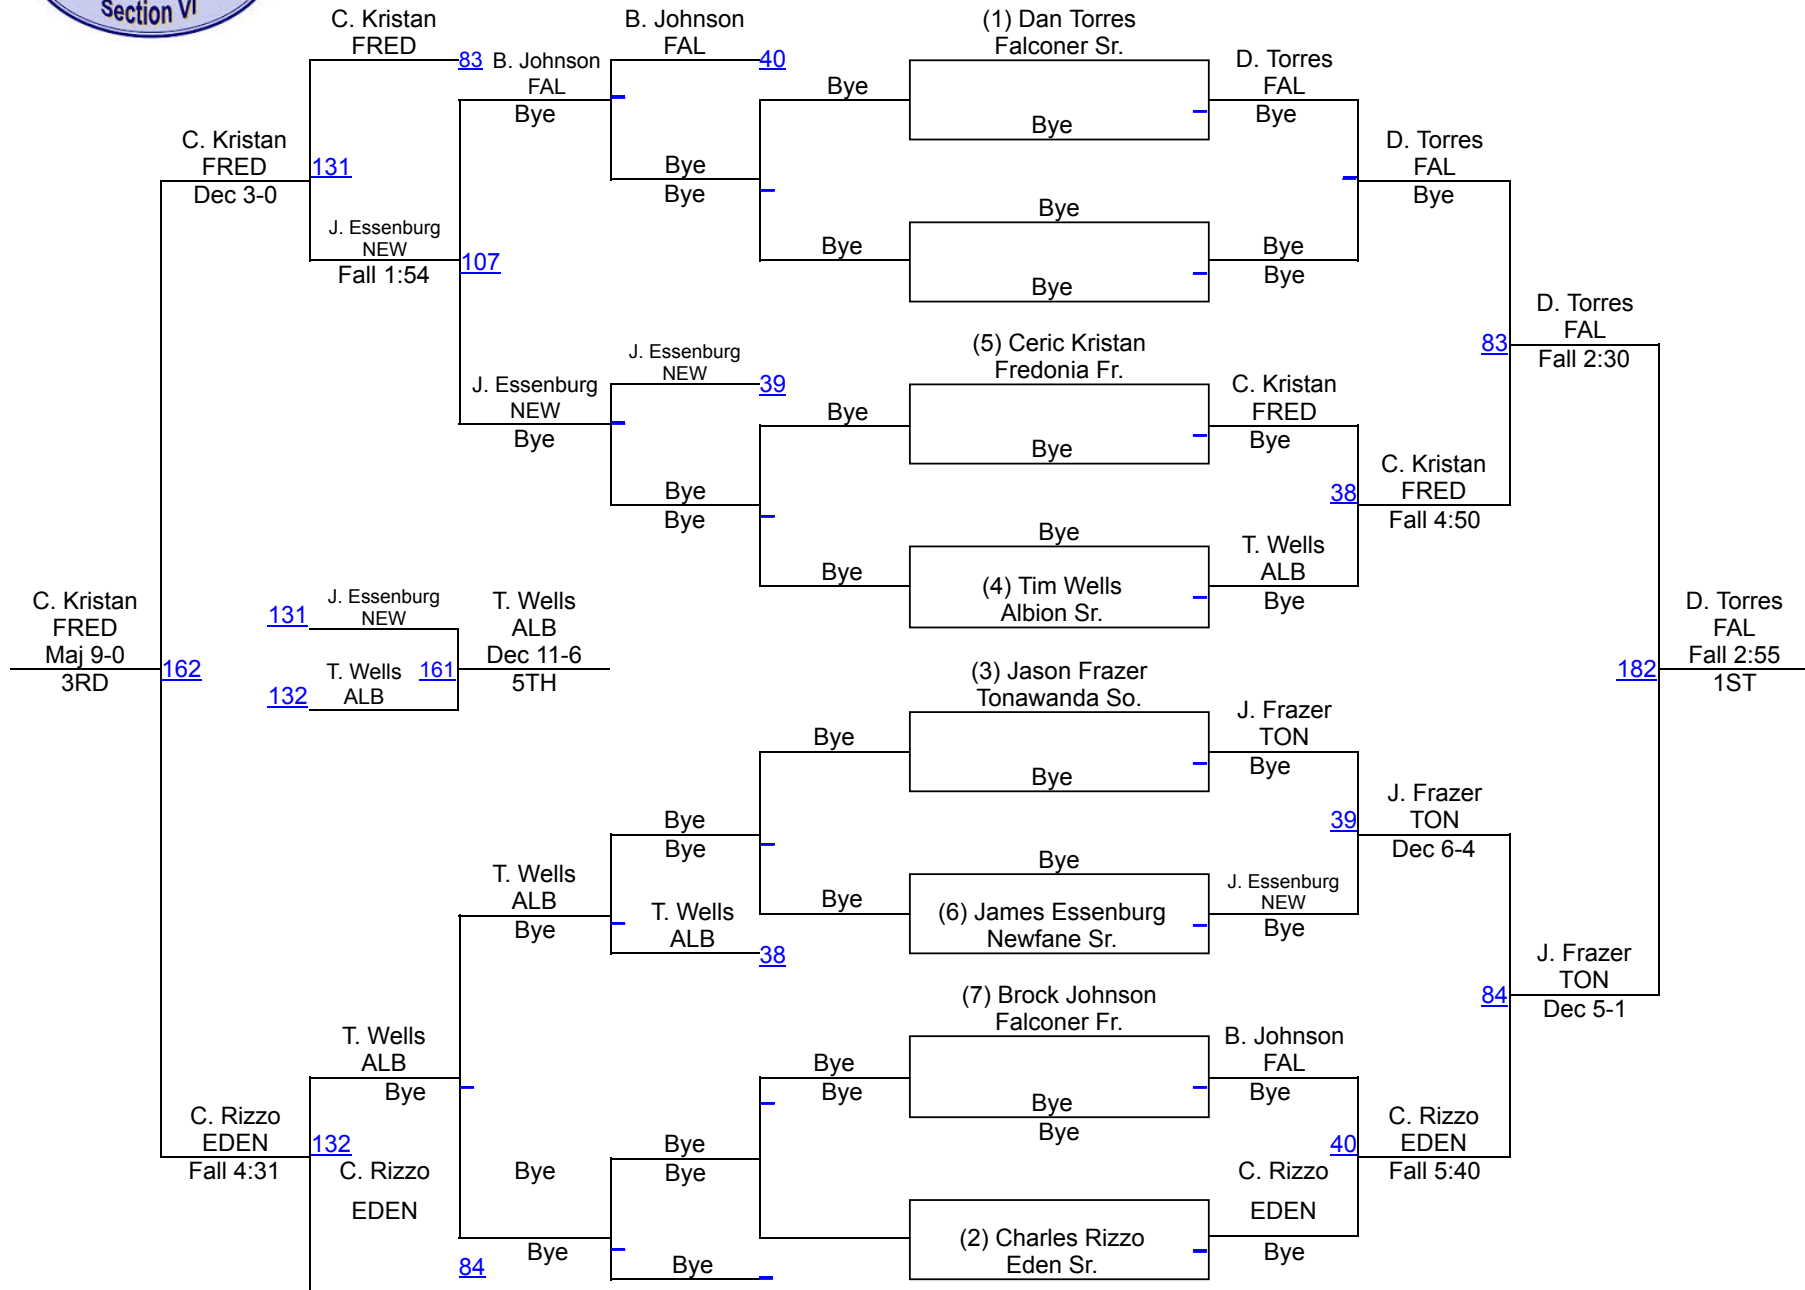 Section VI
C. Kristan
FRED
83
B. Johnson
FAL
Bye
B. Johnson
FAL
40
Bye
(1) Dan Torres
Falconer Sr.
Bye
D. Torres
FAL
Bye
D. Torres
FAL
Bye
C. Kristan
FRED
Dec 3-0
131
Bye
Bye
J. Essenburg
NEW
Fall 1:54
107
Bye
Bye
Bye
Bye
Bye
D. Torres
FAL
Fall 2:30
83
J. Essenburg
NEW
Bye
J. Essenburg
NEW
39
Bye
(5) Ceric Kristan
Fredonia Fr.
Bye
C. Kristan
FRED
Bye
38
C. Kristan
FRED
Fall 4:50
Bye
Bye
Bye
Bye
(4) Tim Wells
Albion Sr.
T. Wells
ALB
Bye
C. Kristan
FRED
Maj 9-0
3RD
162
131
J. Essenburg
NEW
132
T. Wells
ALB
161
T. Wells
ALB
Dec 11-6
5TH
182
D. Torres
FAL
Fall 2:55
1ST
(3) Jason Frazer
Tonawanda So.
Bye
Bye
J. Frazer
TON
Bye
39
J. Frazer
TON
Dec 6-4
Bye
Bye
T. Wells
ALB
Bye
T. Wells
ALB
38
Bye
Bye
(6) James Essenburg
Newfane Sr.
J. Essenburg
NEW
Bye
84
J. Frazer
TON
Dec 5-1
(7) Brock Johnson
Falconer Fr.
Bye
Bye
Bye
Bye
B. Johnson
FAL
Bye
T. Wells
ALB
Bye
C. Rizzo
EDEN
Fall 4:31
132
C. Rizzo
EDEN
Bye
Bye
84
Bye
Bye
Bye
40
C. Rizzo
EDEN
Fall 5:40
C. Rizzo
EDEN
Bye
(2) Charles Rizzo
Eden Sr.